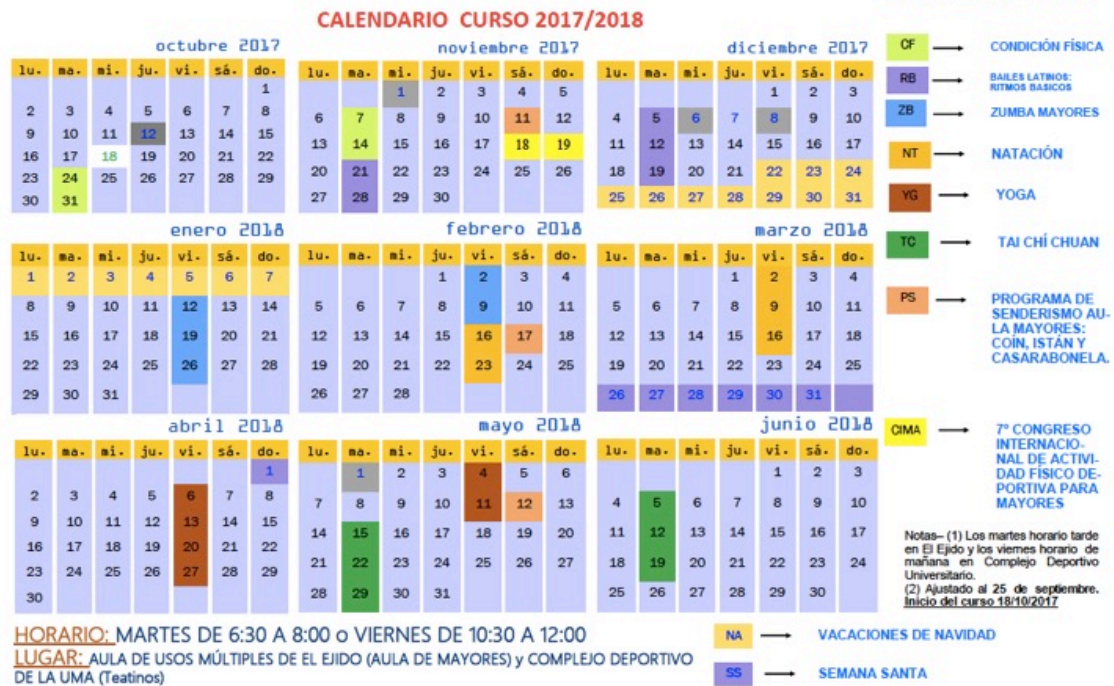 CALENDARIO CURSO 2017/2018
octubre 2017
lu. ma. mi. ju. vi. sá. do.
1
2 3 4 5 6 7 8
9 10 11 12 13 14 15
16 17 18 19 20 21 22
23 24 25 26 27 28 29
30 31
noviembre 2017
lu. ma. mi. ju. vi. sá. do.
1 2 3 4 5
6 7 8 9 10 11 12
13 14 15 16 17 18 19
20 21 22 23 24 25 26
27 28 29 30
diciembre 2017
lu. ma. mi. ju. vi. sá. do.
1 2 3
4 5 6 7 8 9 10
11 12 13 14 15 16 17
18 19 20 21 22 23 24
25 26 27 28 29 30 31
enero 2018
lu. ma. mi. ju. vi. sá. do.
1 2 3 4 5 6 7
8 9 10 11 12 13 14
15 16 17 18 19 20 21
22 23 24 25 26 27 28
29 30 31
febrero 2018
lu. ma. mi. ju. vi. sá. do.
1 2 3 4
5 6 7 8 9 10 11
12 13 14 15 16 17 18
19 20 21 22 23 24 25
26 27 28
marzo 2018
lu. ma. mi. ju. vi. sá. do.
1 2 3 4
5 6 7 8 9 10 11
12 13 14 15 16 17 18
19 20 21 22 23 24 25
26 27 28 29 30 31
abril 2018
lu. ma. mi. ju. vi. sá. do.
1
2 3 4 5 6 7 8
9 10 11 12 13 14 15
16 17 18 19 20 21 22
23 24 25 26 27 28 29
30
mayo 2018
lu. ma. mi. ju. vi. sá. do.
1 2 3 4 5 6
7 8 9 10 11 12 13
14 15 16 17 18 19 20
21 22 23 24 25 26 27
28 29 30 31
junio 2018
lu. ma. mi. ju. vi. sá. do.
1 2 3
4 5 6 7 8 9 10
11 12 13 14 15 16 17
18 19 20 21 22 23 24
25 26 27 28 29 30
CF CONDICIÓN FÍSICA
RB BAILES LATINOS:
RITMOS BASICOS
ZB ZUMBA MAYORES
NT NATACIÓN
YG YOGA
TC TAI CHÍ CHUAN
PS PROGRAMA DE
SENDERISMO AU-
LA MAYORES:
COÍN, ISTÁN Y
CASARABONELA.
CIMA 7º CONGRESO
INTERNACIO-
NAL DE ACTIVI-
DAD FÍSICO DE-
PORTIVA PARA
MAYORES
Notas– (1) Los martes horario tarde
en El Ejido y los viernes horario de
mañana en Complejo Deportivo
Universitario.
(2) Ajustado al 25 de septiembre.
Inicio del curso 18/10/2017
HORARIO: MARTES DE 6:30 A 8:00 o VIERNES DE 10:30 A 12:00
LUGAR: AULA DE USOS MÚLTIPLES DE EL EJIDO (AULA DE MAYORES) y COMPLEJO DEPORTIVO
DE LA UMA (Teatinos)
NA VACACIONES DE NAVIDAD
SS SEMANA SANTA